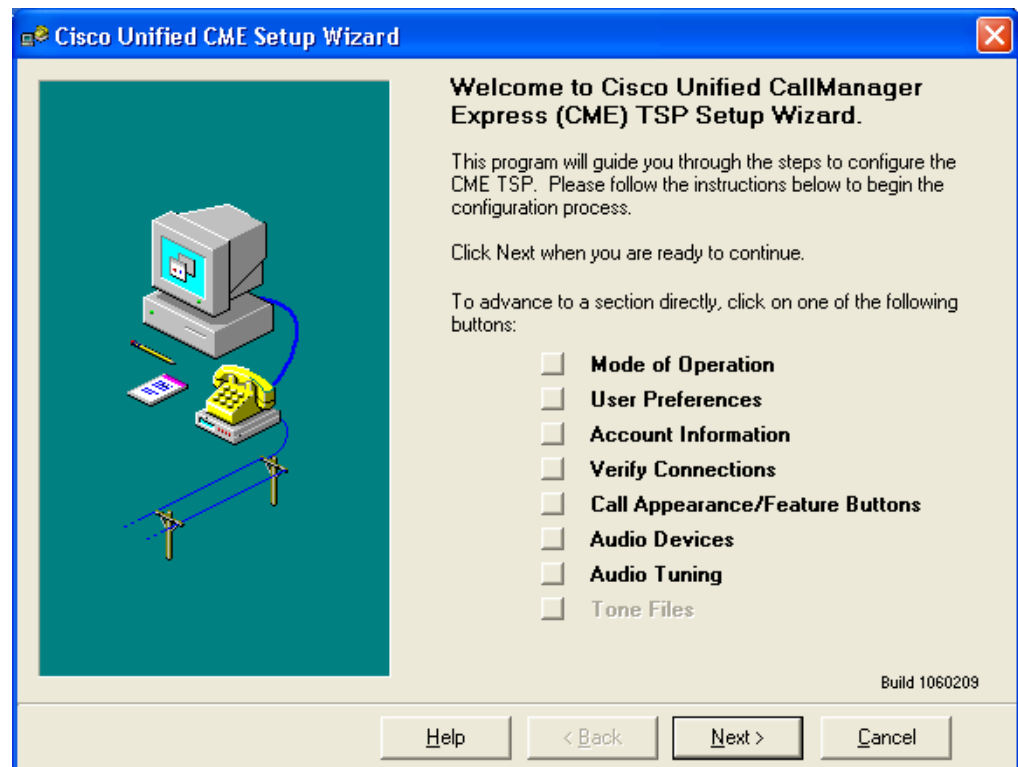 Cisco Unified CME Setup Wizard
Welcome to Cisco Unified CallManager
Express (CME) TSP Setup Wizard.
This program will guide you through the steps to configure the
CME TSP. Please follow the instructions below to begin the
configuration process.
Click Next when you are ready to continue.
To advance to a section directly, click on one of the following
buttons:
Mode of Operation
User Preferences
Account Information
Verify Connections
Call Appearance/Feature Buttons
Audio Devices
Audio Tuning
Tone Files
Build 1060209
Help
< Back
Next >
Cancel